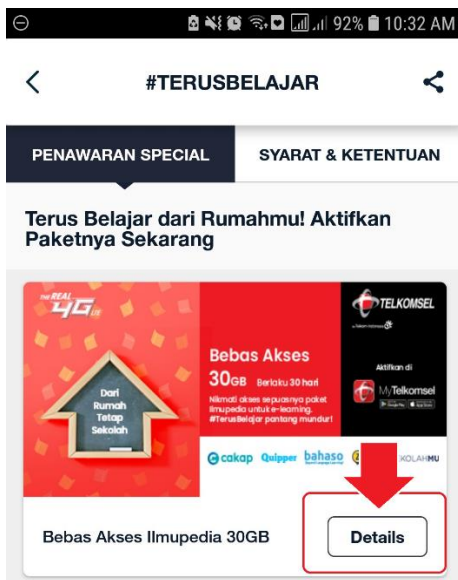 92% 10:32 AM
#TERUSBELAJAR
PENAWARAN SPECIAL
SYARAT & KETENTUAN
Terus Belajar dari Rumahmu! Aktifkan
Paketnya Sekarang
THE REAL
4G LTE
Dari
Rumah
Tetap
Sekolah
Bebas Akses
30GB Berlaku 30 hari
Nikmati akses sepuasnya paket
Ilmupedia untuk e-learning.
#TerusBelajar pantang mundur!
TELKOMSEL
Aktifkan di
MyTelkomsel
cakap Quipper bahaso
KOLAHMU
Bebas Akses Ilmupedia 30GB
Details